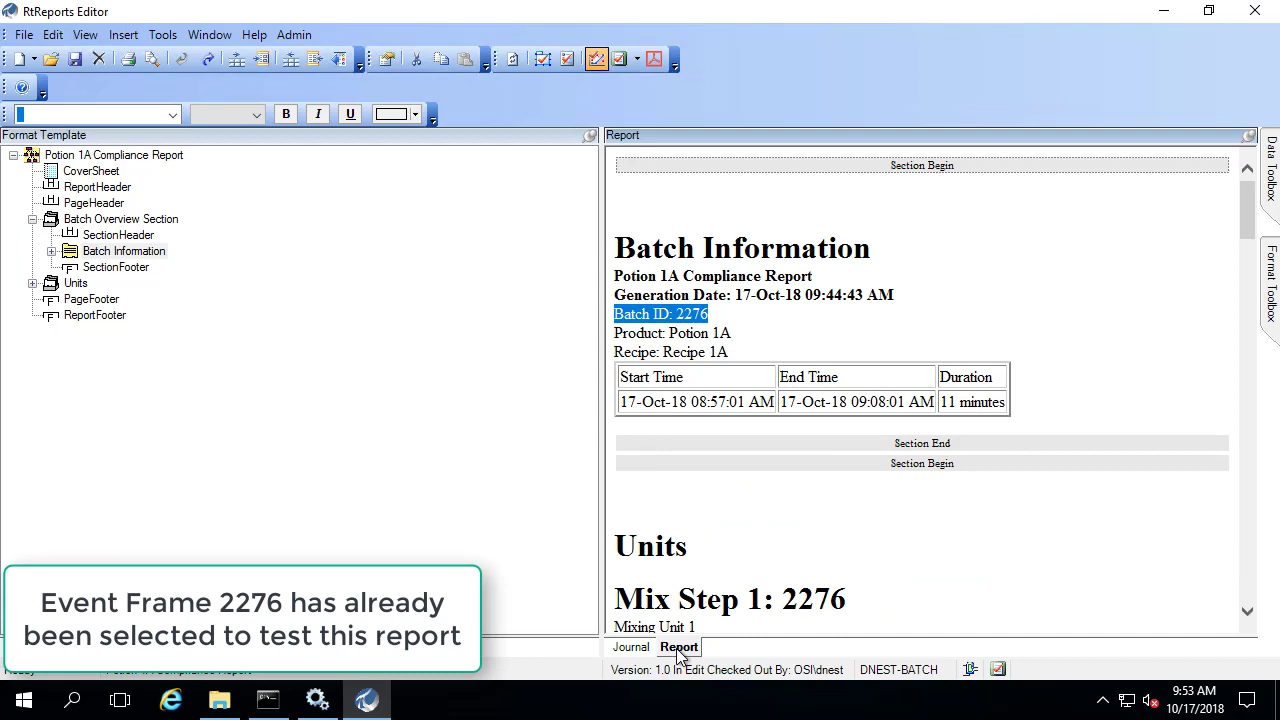 RtReports Editor
File Edit View Insert Tools Window Help Admin
B I U
Format Template
Potion 1A Compliance Report
CoverSheet
ReportHeader
PageHeader
Batch Overview Section
SectionHeader
Batch Information
SectionFooter
Units
PageFooter
ReportFooter
Report
Section Begin
Batch Information
Potion 1A Compliance Report
Generation Date: 17-Oct-18 09:44:43 AM
Batch ID: 2276
Product: Potion 1A
Recipe: Recipe 1A
Start Time End Time Duration
17-Oct-18 08:57:01 AM 17-Oct-18 09:08:01 AM 11 minutes
Section End
Section Begin
Units
Mix Step 1: 2276
Mixing Unit 1
Data Toolbox
Format Toolbox
Event Frame 2276 has already
been selected to test this report
Journal Report
Version: 1.0 In Edit Checked Out By: OSI\dnest DNEST-BATCH
9:53 AM
10/17/2018